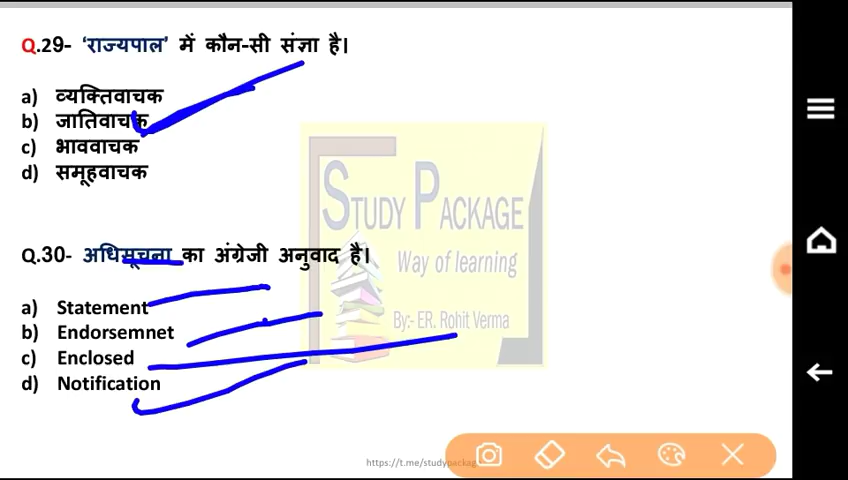 Q.29- 'राज्यपाल' में कौन-सी संज्ञा है।
a) व्यक्तिवाचक
b) जातिवाचक
c) भाववाचक
d) समूहवाचक
STUDY PACKAGE
Way of learning
By:- ER. Rohit Verma
Q.30- अधिसूचना का अंग्रेजी अनुवाद है।
a) Statement
b) Endorsemnet
c) Enclosed
d) Notification
https://t.me/studypackag